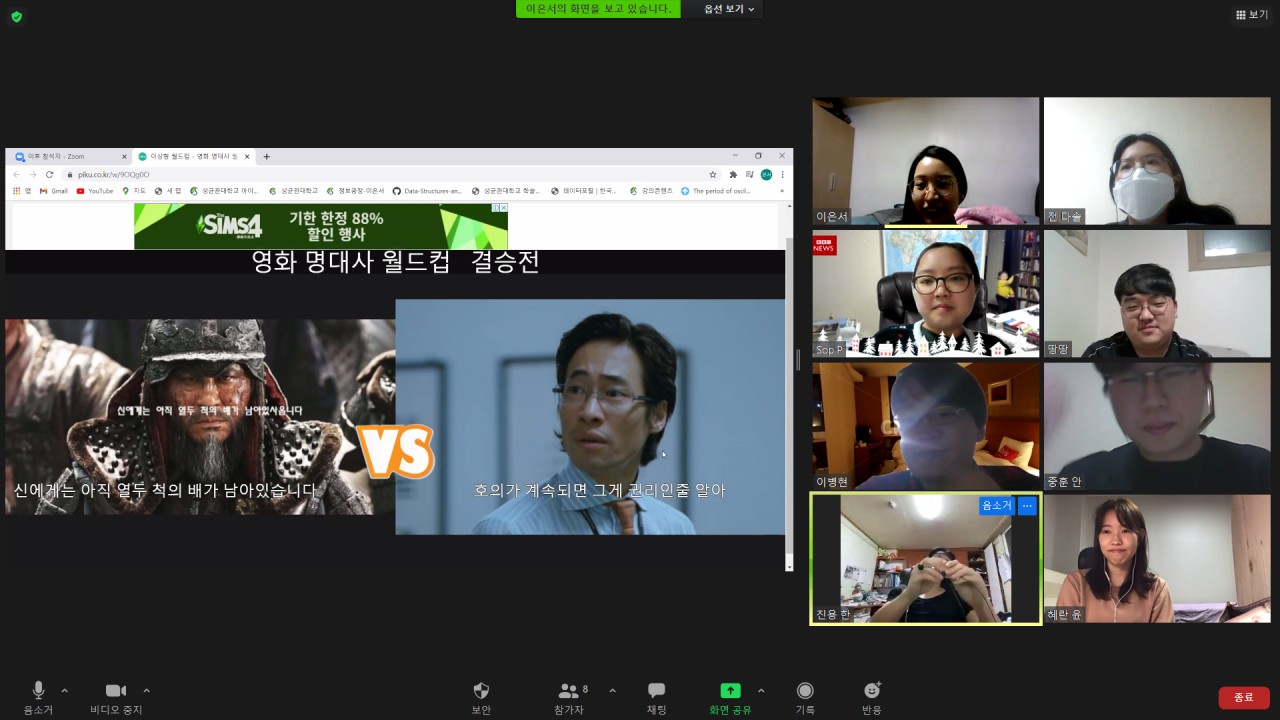 이은서의 화면을 보고 있습니다.
옵션 보기
보기
이루 참석자 - Zoom
이상형 월드컵 - 영화 명대사 월
piku.co.kr/w/9OQg0O
앱
Gmail
YouTube
지도
새 탭
성균관대학교 아이...
성균관대학교
정보광장-이은서
Data-Structures-an...
성균관대학교 학술...
데이터포털 | 한국...
강의콘텐츠
The period of oscil...
The SIMS4
기한 한정 88%
할인 행사
영화 명대사 월드컵 결승전
신에게는 아직 열두 척의 배가 남아있사옵니다
신에게는 아직 열두 척의 배가 남아있습니다
VS
호의가 계속되면 그게 권리인줄 알아
이은서
전 다솔
BBC
NEWS
Sop P
땅땅
이병현
중훈 안
음소거
진용 한
혜란 윤
음소거
비디오 중지
보안
8
참가자
채팅
화면 공유
기록
반응
종료